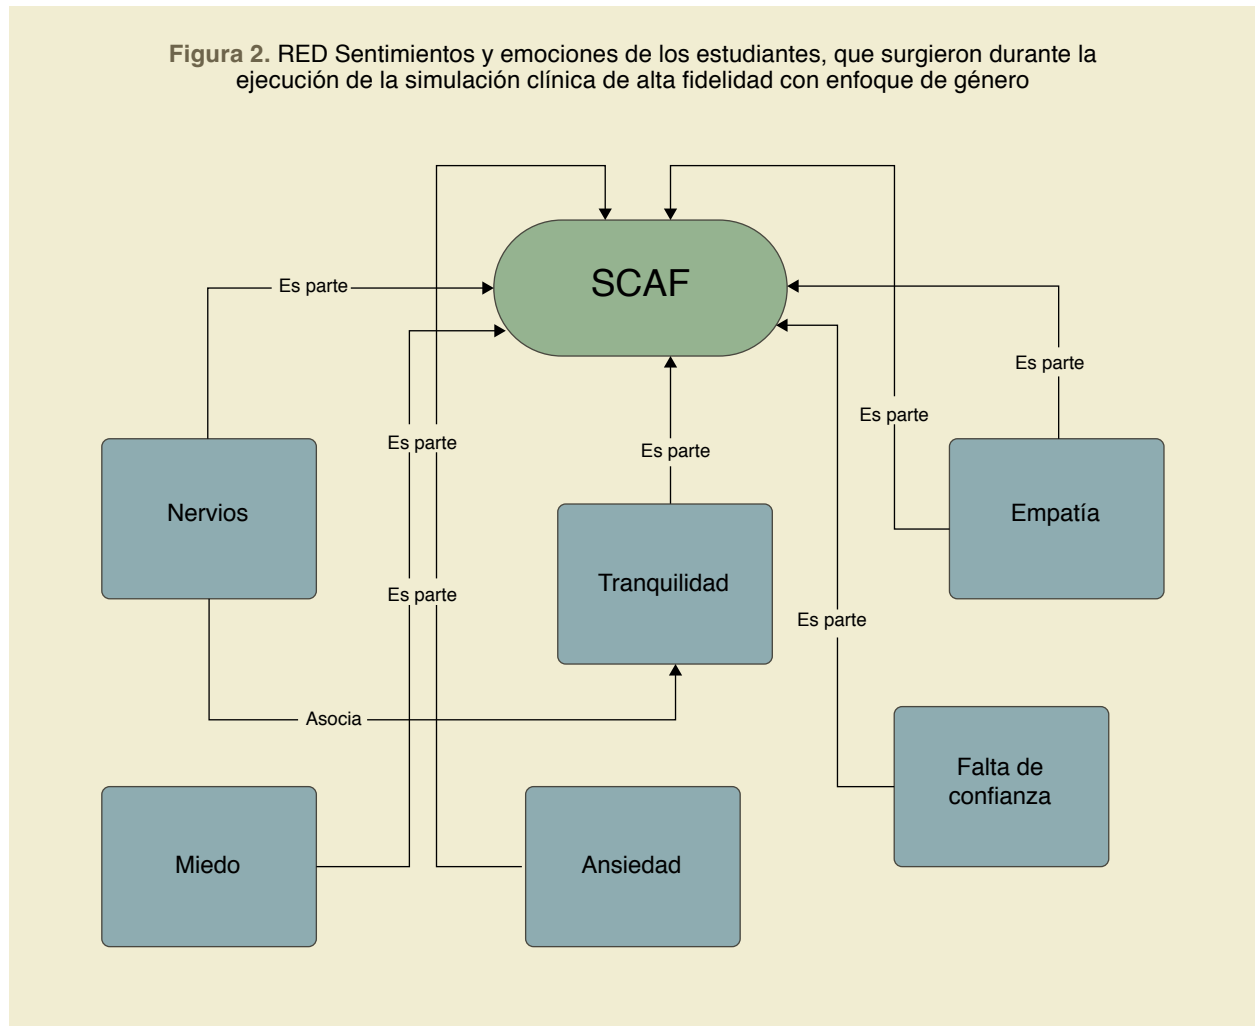 Figura 2. RED Sentimientos y emociones de los estudiantes, que surgieron durante la
ejecución de la simulación clínica de alta fidelidad con enfoque de género
SCAF
Es parte
Es parte
Es parte
Es parte
Es parte
Nervios
Empatía
Tranquilidad
Es parte
Es parte
Asocia
Falta de
confianza
Miedo
Ansiedad